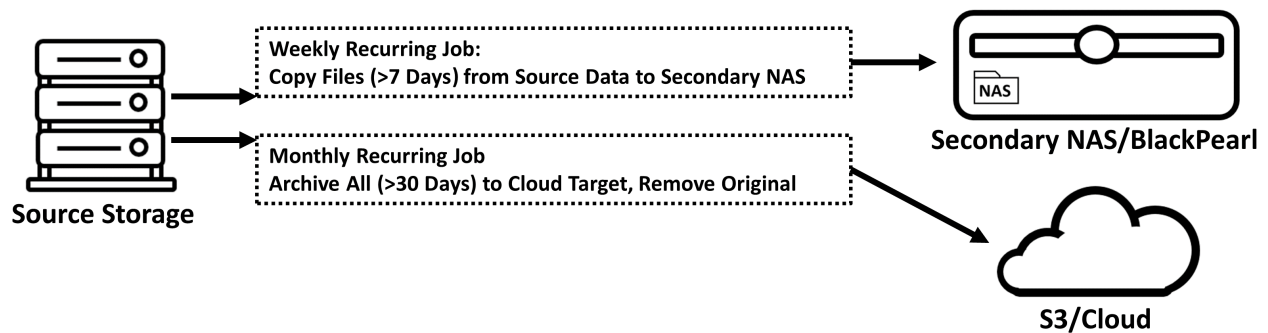 Weekly Recurring Job:
Copy Files (>7 Days) from Source Data to Secondary NAS
NAS
Secondary NAS/BlackPearl
Monthly Recurring Job
Archive All (>30 Days) to Cloud Target, Remove Original
Source Storage
S3/Cloud